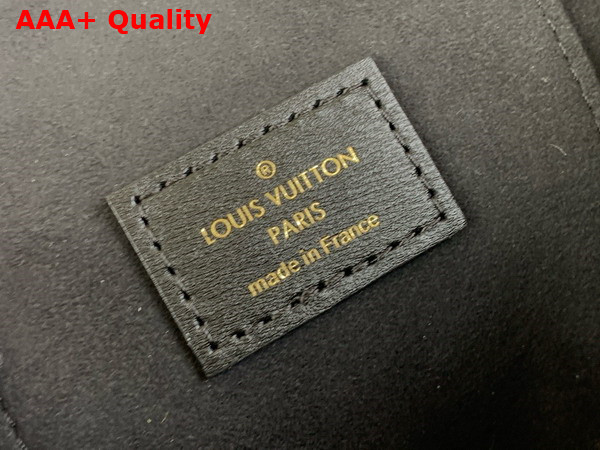 AAA+ Quality
®
LOUIS VUITTON
PARIS
made in France